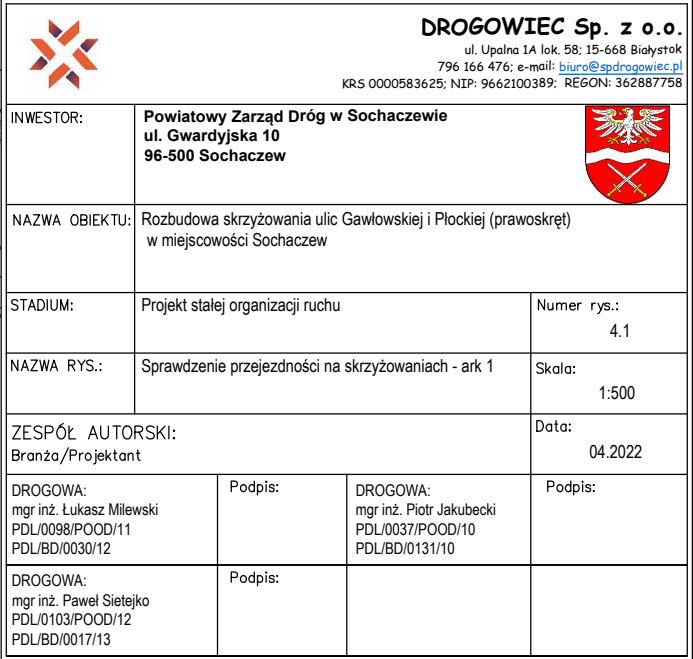 DROGOWIEC Sp. z o.o.
ul. Upalna 1A lok. 58; 15-668 Białystok
796 166 476; e-mail: biuro@spdrogowiec.pl
KRS 0000583625; NIP: 9662100389; REGON: 362887758
INWESTOR:
Powiatowy Zarząd Dróg w Sochaczewie
ul. Gwardyjska 10
96-500 Sochaczew
NAZWA OBIEKTU:
Rozbudowa skrzyżowania ulic Gawłowskiej i Płockiej (prawoskręt)
w miejscowości Sochaczew
STADIUM:
Projekt stałej organizacji ruchu
Numer rys.:
4.1
NAZWA RYS.:
Sprawdzenie przejezdności na skrzyżowaniach - ark 1
Skala:
1:500
ZESPÓŁ AUTORSKI:
Branża/Projektant
Data:
04.2022
DROGOWA:
mgr inż. Łukasz Milewski
PDL/0098/POOD/11
PDL/BD/0030/12
Podpis:
DROGOWA:
mgr inż. Piotr Jakubecki
PDL/0037/POOD/10
PDL/BD/0131/10
Podpis:
DROGOWA:
mgr inż. Paweł Sietejko
PDL/0103/POOD/12
PDL/BD/0017/13
Podpis: